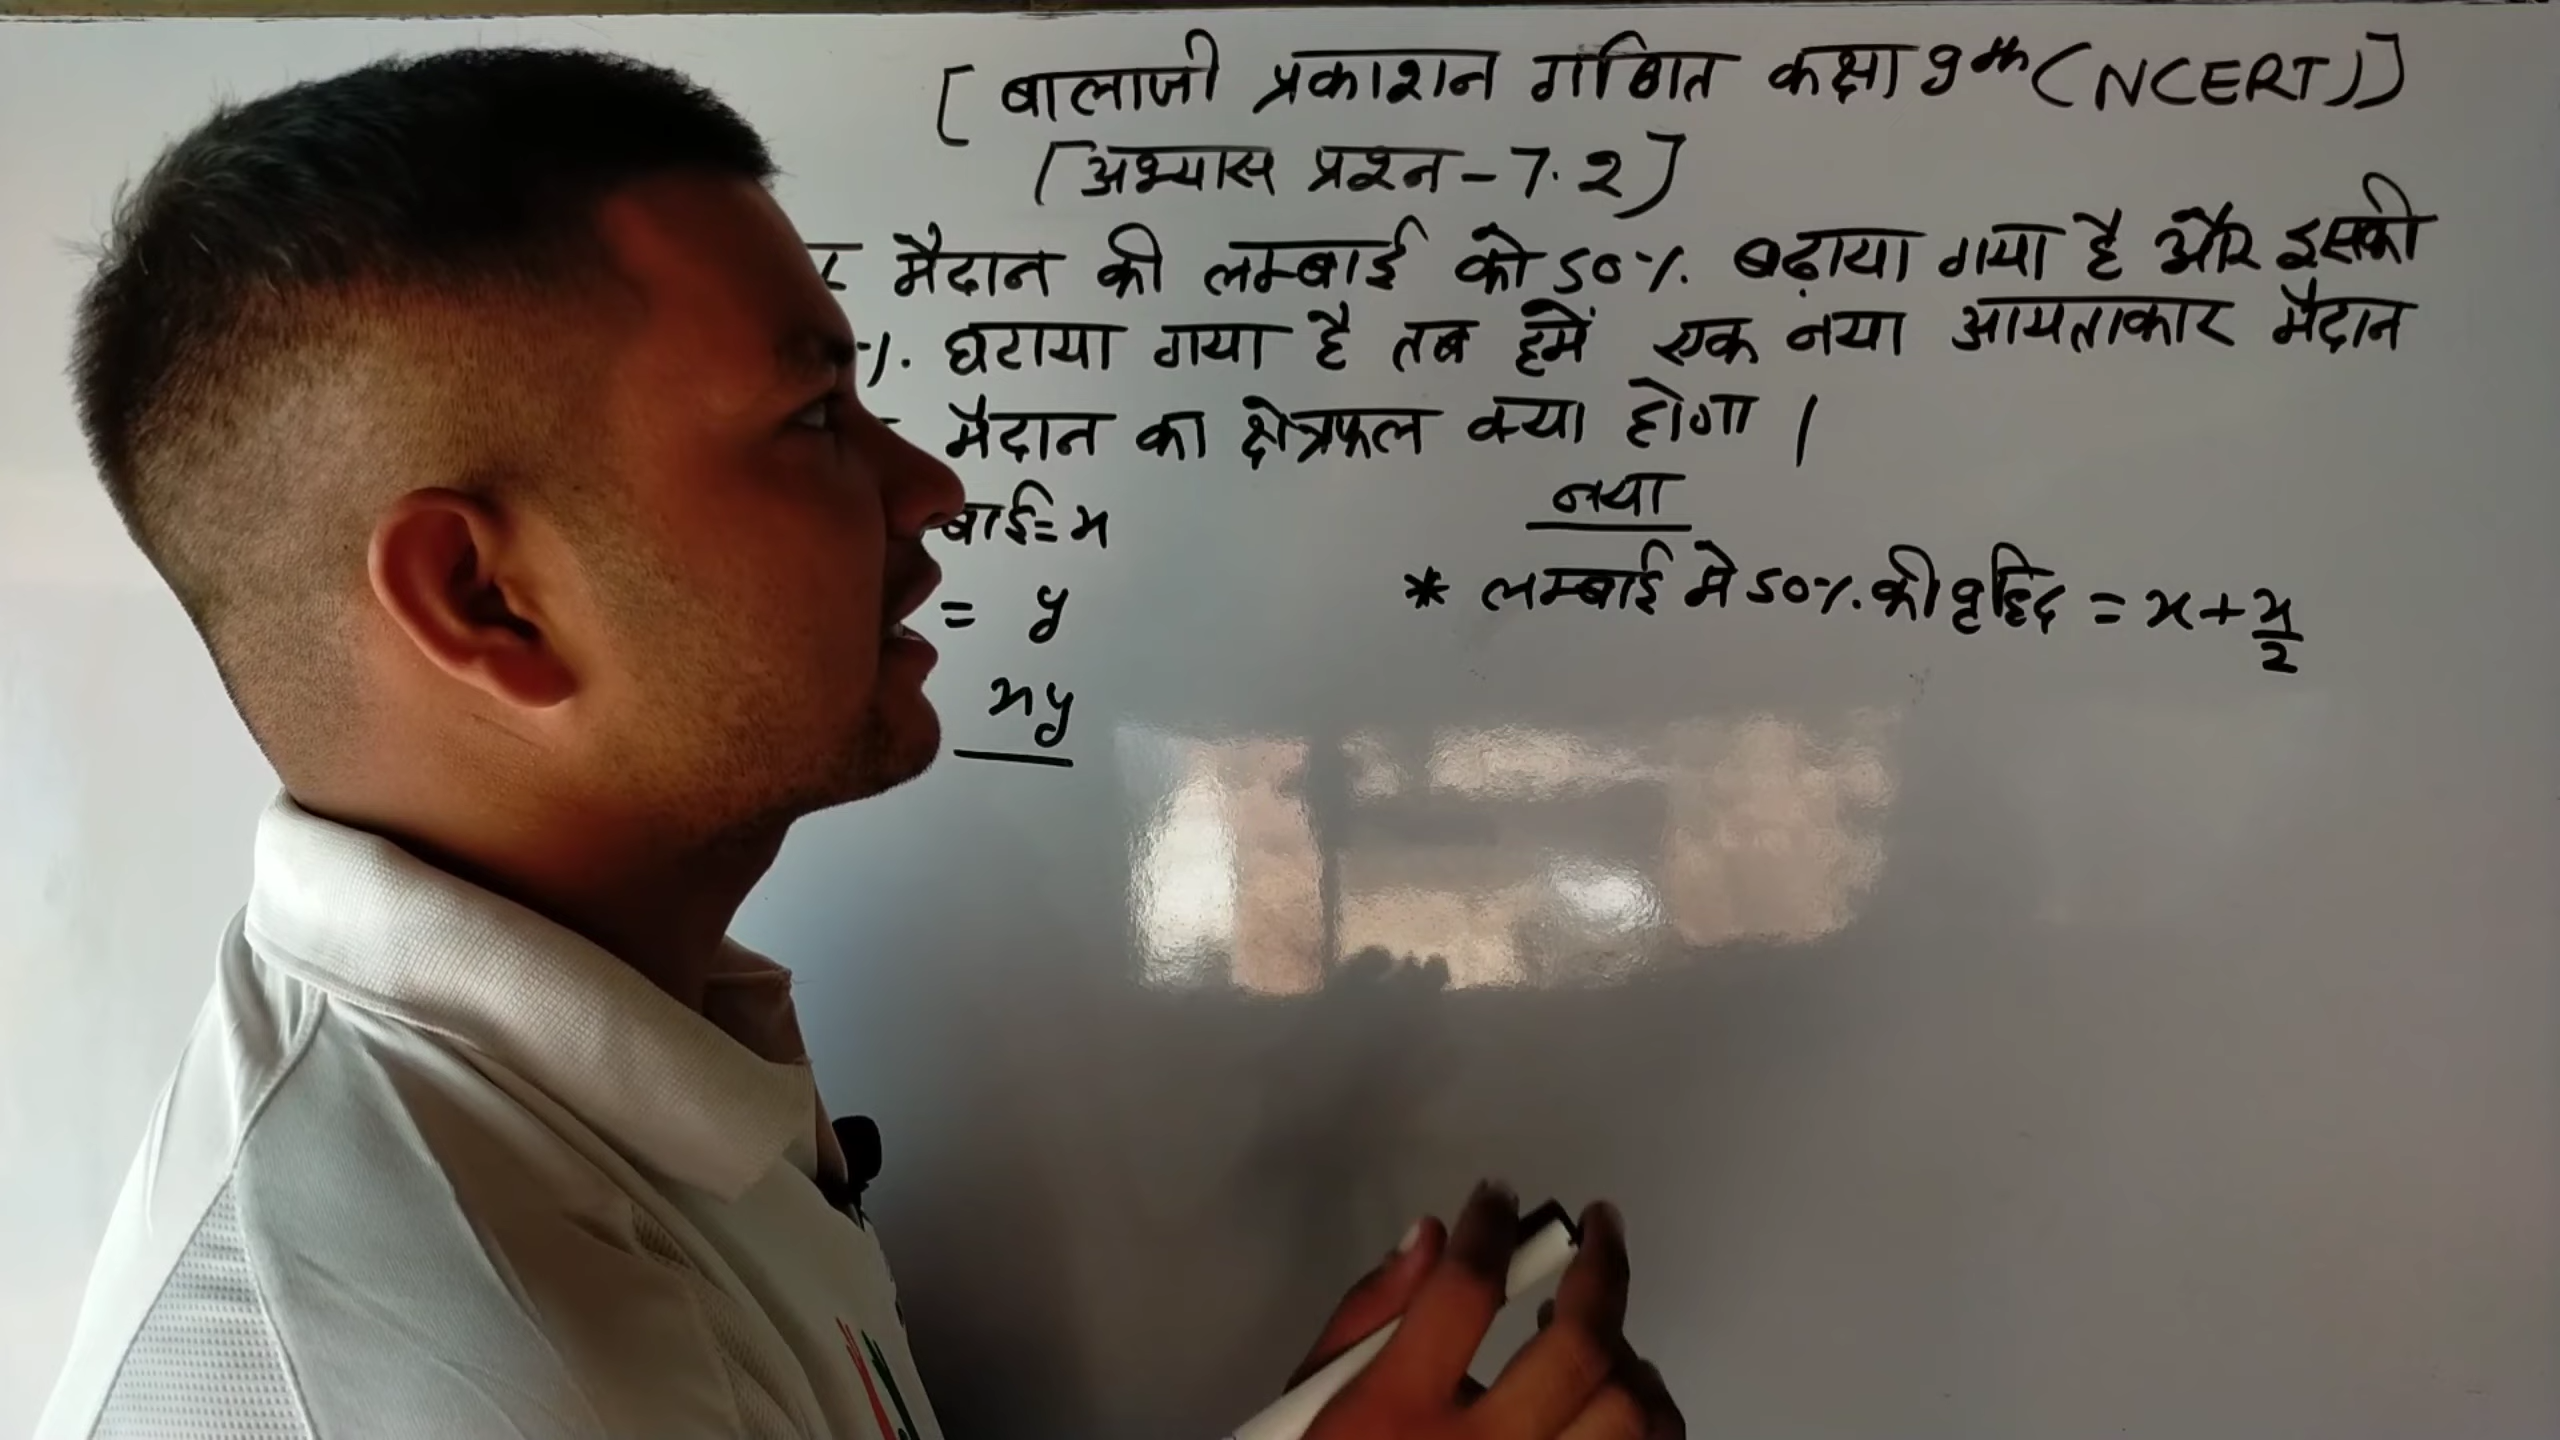 [ बालाजी प्रकाशन गणित कक्षा 9th (NCERT) ]
[ अभ्यास प्रश्न - 7.2 ]
मैदान की लम्बाई को 50%. बढ़ाया गया है और इसकी
%. घटाया गया है तब हमें एक नया आयताकार मैदान
मैदान का क्षेत्रफल क्या होगा |
बाई = x
= y
xy
नया
* लम्बाई मे 50%. की वृद्धि = x + x/2